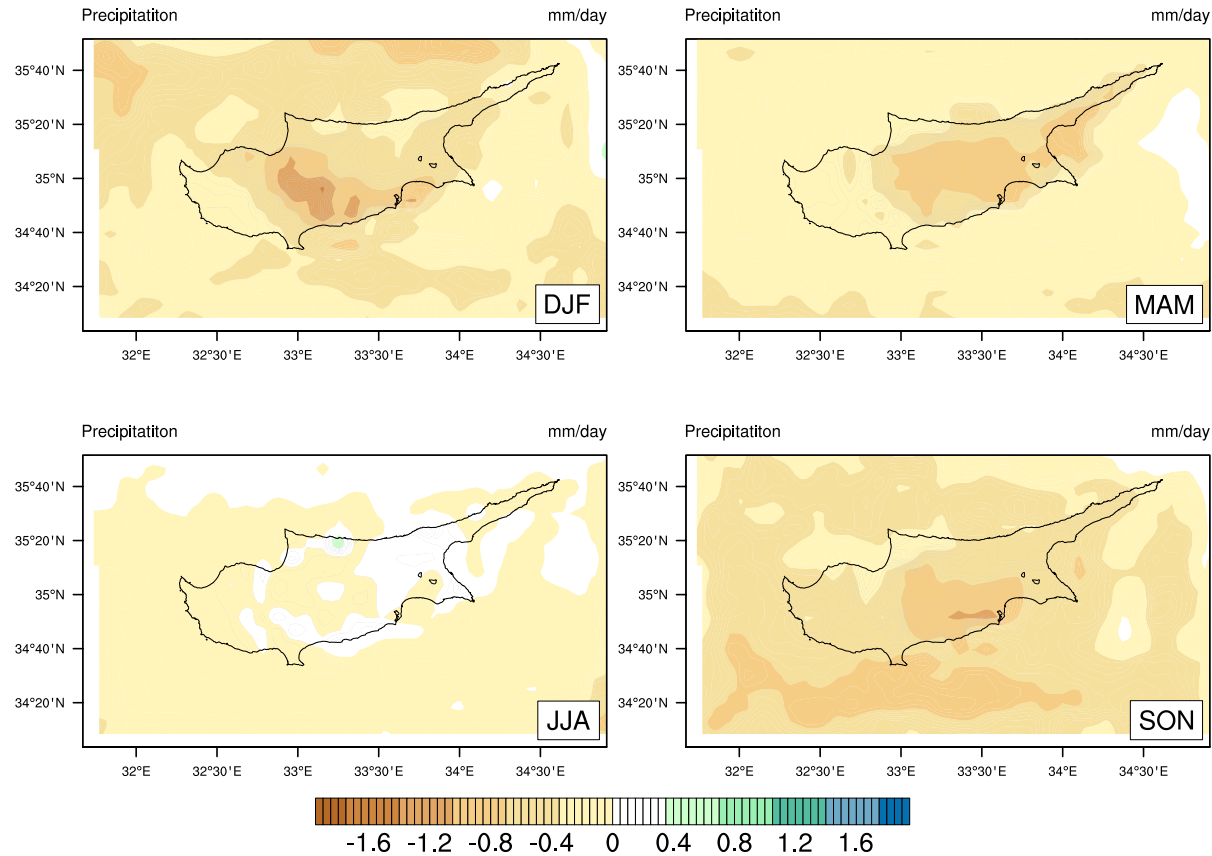 Precipitatiton mm/day Precipitatiton mm/day
35°40'N 35°40'N
35°20'N 35°20'N
35°N 35°N
34°40'N 34°40'N
34°20'N 34°20'N
DJF MAM
32°E 32°30'E 33°E 33°30'E 34°E 34°30'E 32°E 32°30'E 33°E 33°30'E 34°E 34°30'E
Precipitatiton mm/day Precipitatiton mm/day
35°40'N 35°40'N
35°20'N 35°20'N
35°N 35°N
34°40'N 34°40'N
34°20'N 34°20'N
JJA SON
32°E 32°30'E 33°E 33°30'E 34°E 34°30'E 32°E 32°30'E 33°E 33°30'E 34°E 34°30'E
-1.6 -1.2 -0.8 -0.4 0 0.4 0.8 1.2 1.6